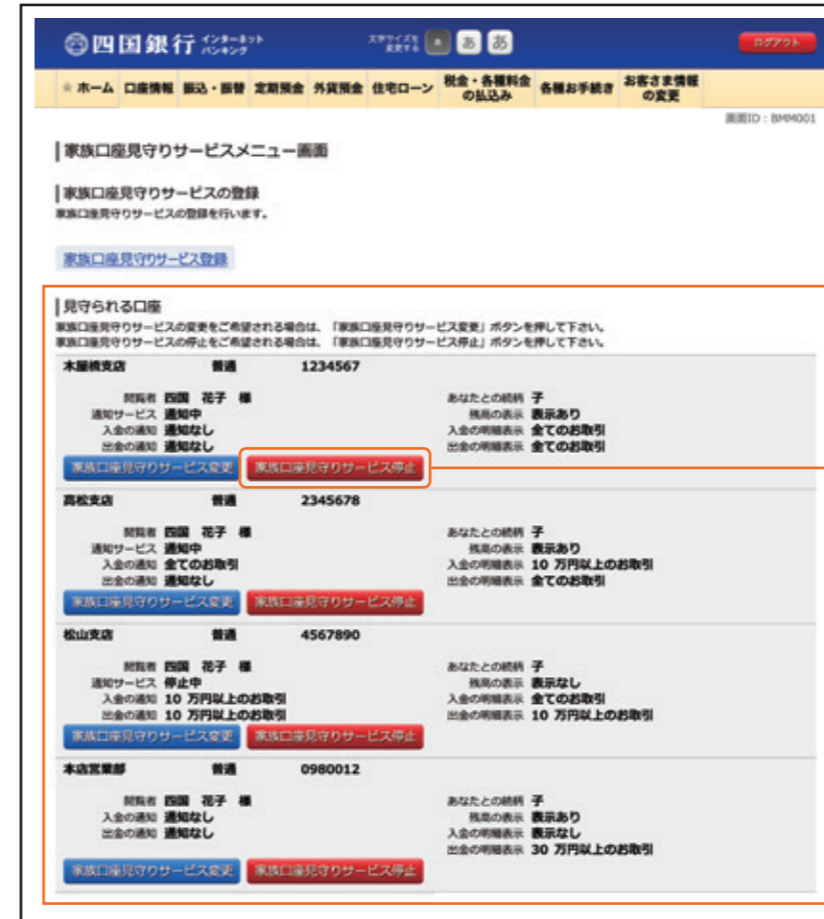 四国銀行 インターネットバンキング
文字サイズを変更する あ あ あ
ログアウト
ホーム 口座情報 振込・振替 定期預金 外貨預金 住宅ローン 税金・各種料金の払込み 各種お手続き お客さま情報の変更
画面ID:BMM001
家族口座見守りサービスメニュー画面
家族口座見守りサービスの登録
家族口座見守りサービスの登録を行います。
家族口座見守りサービス登録
見守られる口座
家族口座見守りサービスの変更をご希望される場合は、「家族口座見守りサービス変更」ボタンを押して下さい。
家族口座見守りサービスの停止をご希望される場合は、「家族口座見守りサービス停止」ボタンを押して下さい。
木屋橋支店 普通 1234567
閲覧者 四国 花子 様 あなたとの続柄 子
通知サービス 通知中 残高の表示 表示あり
入金の通知 通知なし 入金の明細表示 全てのお取引
出金の通知 通知なし 出金の明細表示 全てのお取引
家族口座見守りサービス変更 家族口座見守りサービス停止
高松支店 普通 2345678
閲覧者 四国 花子 様 あなたとの続柄 子
通知サービス 通知中 残高の表示 表示あり
入金の通知 全てのお取引 入金の明細表示 10 万円以上のお取引
出金の通知 通知なし 出金の明細表示 全てのお取引
家族口座見守りサービス変更 家族口座見守りサービス停止
松山支店 普通 4567890
閲覧者 四国 花子 様 あなたとの続柄 子
通知サービス 停止中 残高の表示 表示なし
入金の通知 10 万円以上のお取引 入金の明細表示 全てのお取引
出金の通知 10 万円以上のお取引 出金の明細表示 10 万円以上のお取引
家族口座見守りサービス変更 家族口座見守りサービス停止
本店営業部 普通 0980012
閲覧者 四国 花子 様 あなたとの続柄 子
入金の通知 通知なし 残高の表示 表示あり
出金の通知 通知なし 入金の明細表示 表示なし
出金の明細表示 30 万円以上のお取引
家族口座見守りサービス変更 家族口座見守りサービス停止